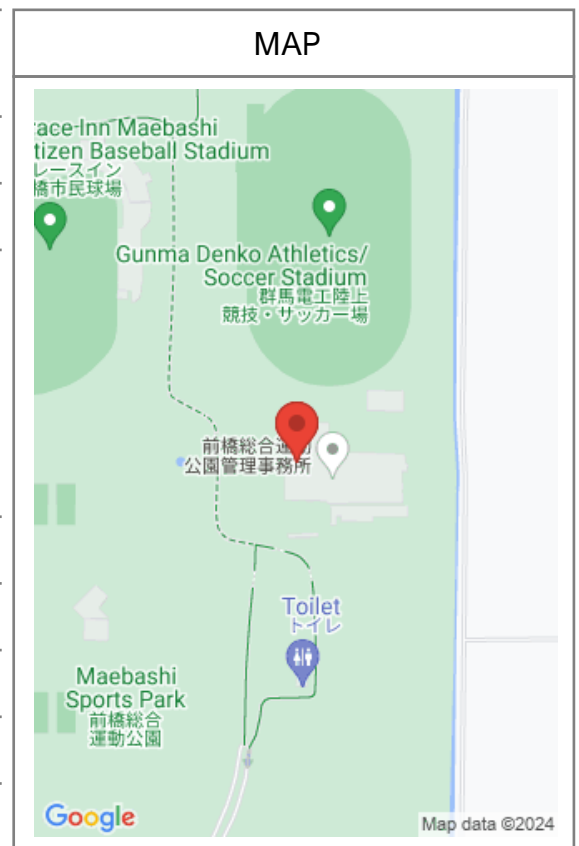 MAP
race-Inn Maebashi
tizen Baseball Stadium
レースイン
橋市民球場
Gunma Denko Athletics/
Soccer Stadium
群馬電工陸上
競技・サッカー場
前橋総合運動
公園管理事務所
Toilet
トイレ
Maebashi
Sports Park
前橋総合
運動公園
Google
Map data ©2024